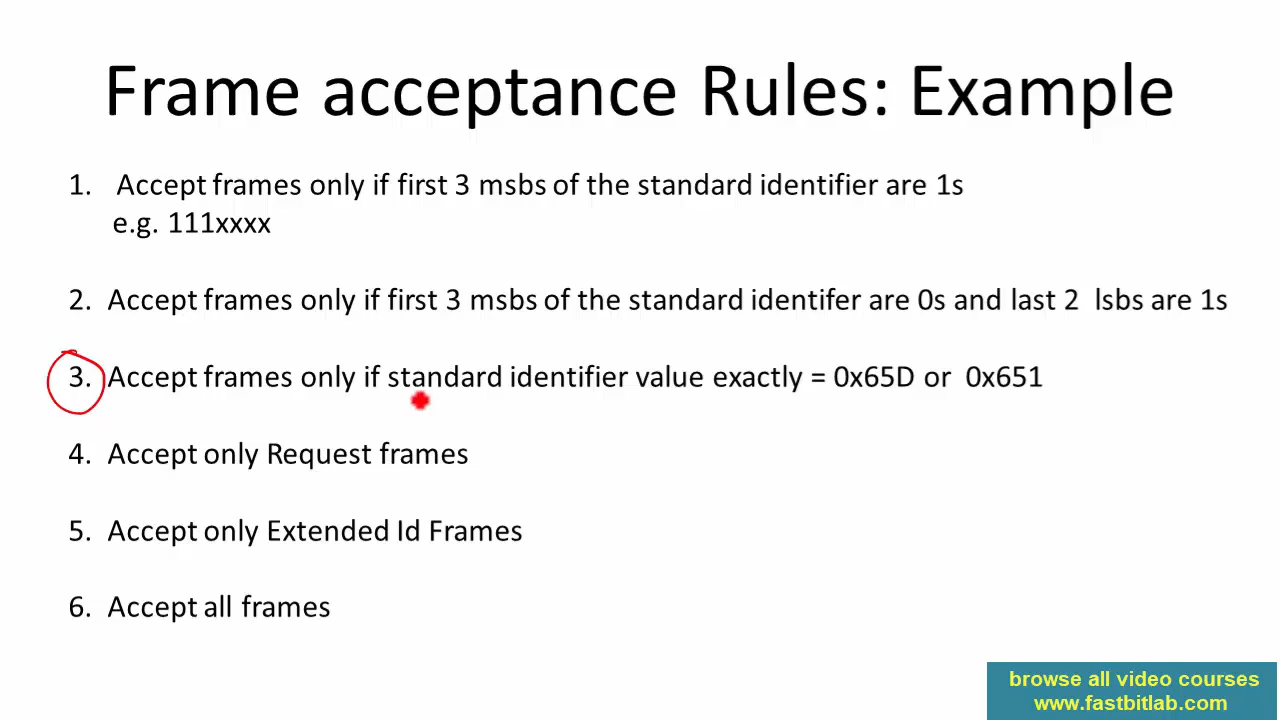 Frame acceptance Rules: Example
1. Accept frames only if first 3 msbs of the standard identifier are 1s
e.g. 111xxxx
2. Accept frames only if first 3 msbs of the standard identifer are 0s and last 2 lsbs are 1s
3. Accept frames only if standard identifier value exactly = 0x65D or 0x651
4. Accept only Request frames
5. Accept only Extended Id Frames
6. Accept all frames
browse all video courses
www.fastbitlab.com